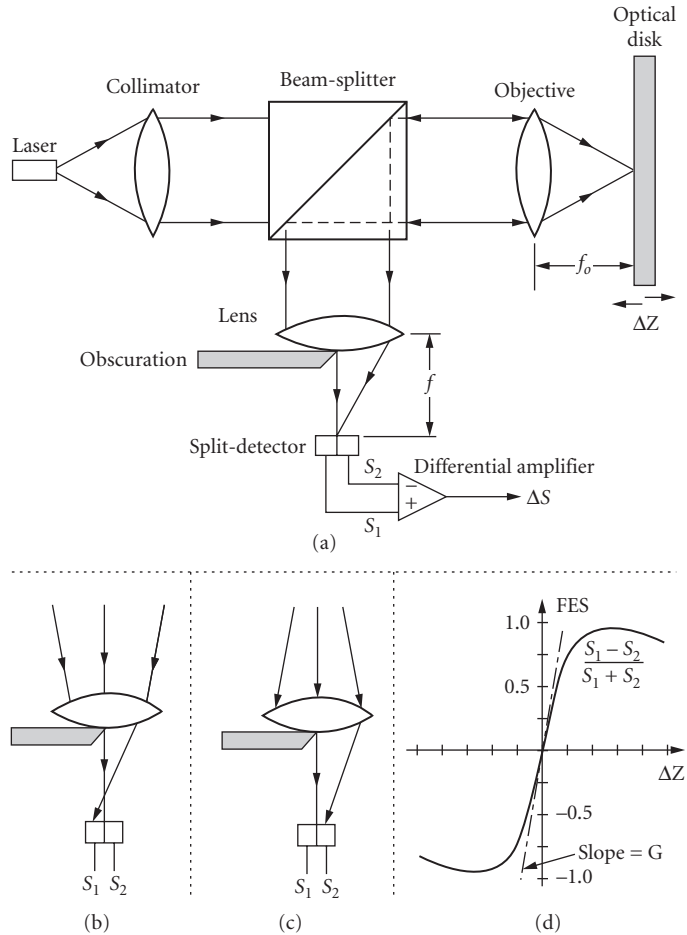 Optical
disk
Beam-splitter
Collimator
Objective
Laser
f_o
ΔZ
Lens
Obscuration
f
Split-detector
Differential amplifier
S_2
−
+
ΔS
S_1
(a)
FES
1.0
S_1 − S_2
S_1 + S_2
0.5
ΔZ
−0.5
Slope = G
−1.0
S_1 S_2
S_1 S_2
(b)
(c)
(d)